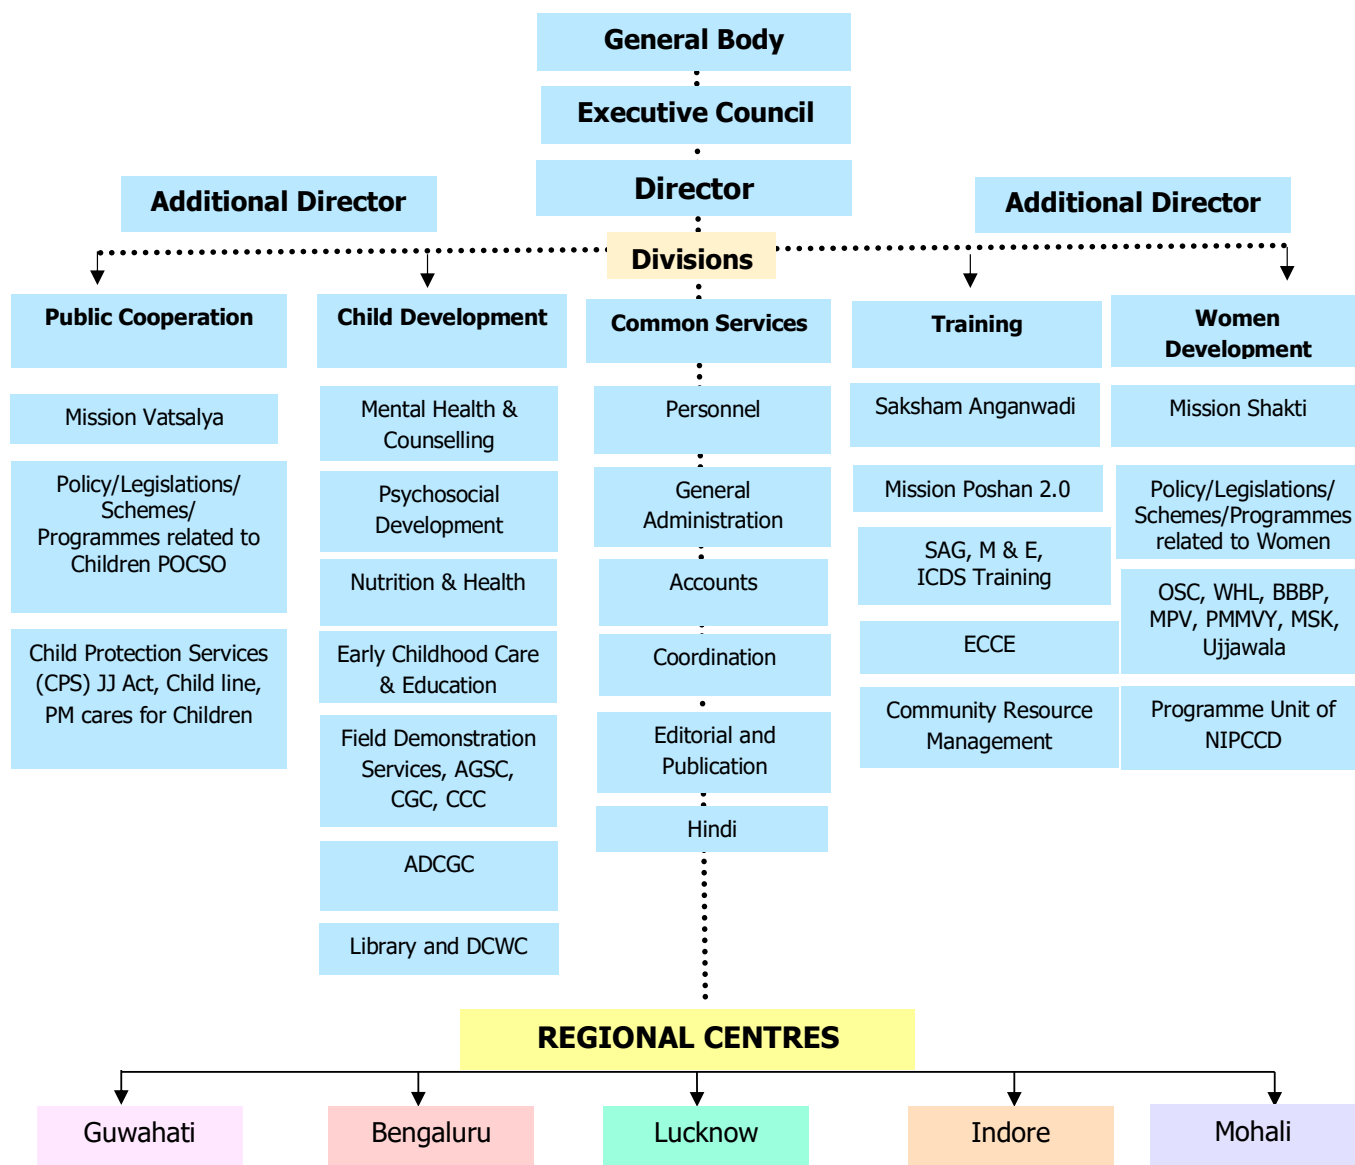 General Body
Executive Council
Additional Director
Director
Additional Director
Divisions
Public Cooperation
Mission Vatsalya
Policy/Legislations/
Schemes/
Programmes related to
Children POCSO
Child Protection Services
(CPS) JJ Act, Child line,
PM cares for Children
Child Development
Mental Health &
Counselling
Psychosocial
Development
Nutrition & Health
Early Childhood Care
& Education
Field Demonstration
Services, AGSC,
CGC, CCC
ADCGC
Library and DCWC
Common Services
Personnel
General
Administration
Accounts
Coordination
Editorial and
Publication
Hindi
Training
Saksham Anganwadi
Mission Poshan 2.0
SAG, M & E,
ICDS Training
ECCE
Community Resource
Management
Women
Development
Mission Shakti
Policy/Legislations/
Schemes/Programmes
related to Women
OSC, WHL, BBBP,
MPV, PMMVY, MSK,
Ujjawala
Programme Unit of
NIPCCD
REGIONAL CENTRES
Guwahati
Bengaluru
Lucknow
Indore
Mohali